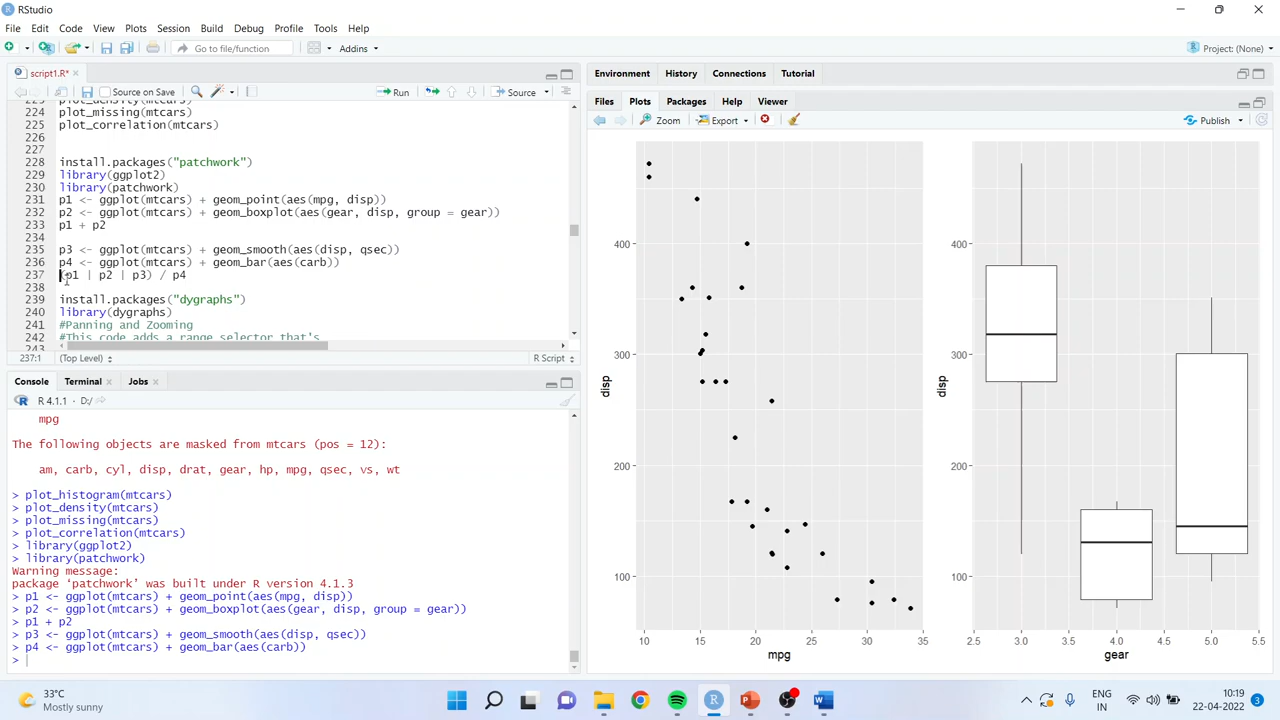 RStudio
File Edit Code View Plots Session Build Debug Profile Tools Help
Go to file/function Addins Project: (None)
script1.R*
Source on Save Run Source
223 plot_density(mtcars)
224 plot_missing(mtcars)
225 plot_correlation(mtcars)
226
227
228 install.packages("patchwork")
229 library(ggplot2)
230 library(patchwork)
231 p1 <- ggplot(mtcars) + geom_point(aes(mpg, disp))
232 p2 <- ggplot(mtcars) + geom_boxplot(aes(gear, disp, group = gear))
233 p1 + p2
234
235 p3 <- ggplot(mtcars) + geom_smooth(aes(disp, qsec))
236 p4 <- ggplot(mtcars) + geom_bar(aes(carb))
237 (p1 | p2 | p3) / p4
238
239 install.packages("dygraphs")
240 library(dygraphs)
241 #Panning and Zooming
242 #This code adds a range selector that's
243
237:1 (Top Level) R Script
Console Terminal Jobs
R 4.1.1 · D:/
mpg
The following objects are masked from mtcars (pos = 12):
am, carb, cyl, disp, drat, gear, hp, mpg, qsec, vs, wt
> plot_histogram(mtcars)
> plot_density(mtcars)
> plot_missing(mtcars)
> plot_correlation(mtcars)
> library(ggplot2)
> library(patchwork)
Warning message:
package ‘patchwork’ was built under R version 4.1.3
> p1 <- ggplot(mtcars) + geom_point(aes(mpg, disp))
> p2 <- ggplot(mtcars) + geom_boxplot(aes(gear, disp, group = gear))
> p1 + p2
> p3 <- ggplot(mtcars) + geom_smooth(aes(disp, qsec))
> p4 <- ggplot(mtcars) + geom_bar(aes(carb))
>
Environment History Connections Tutorial
Files Plots Packages Help Viewer
Zoom Export Publish
400
300
200
100
disp
10 15 20 25 30 35
mpg
400
300
200
100
disp
2.5 3.0 3.5 4.0 4.5 5.0 5.5
gear
33°C
Mostly sunny
ENG
IN
10:19
22-04-2022
3